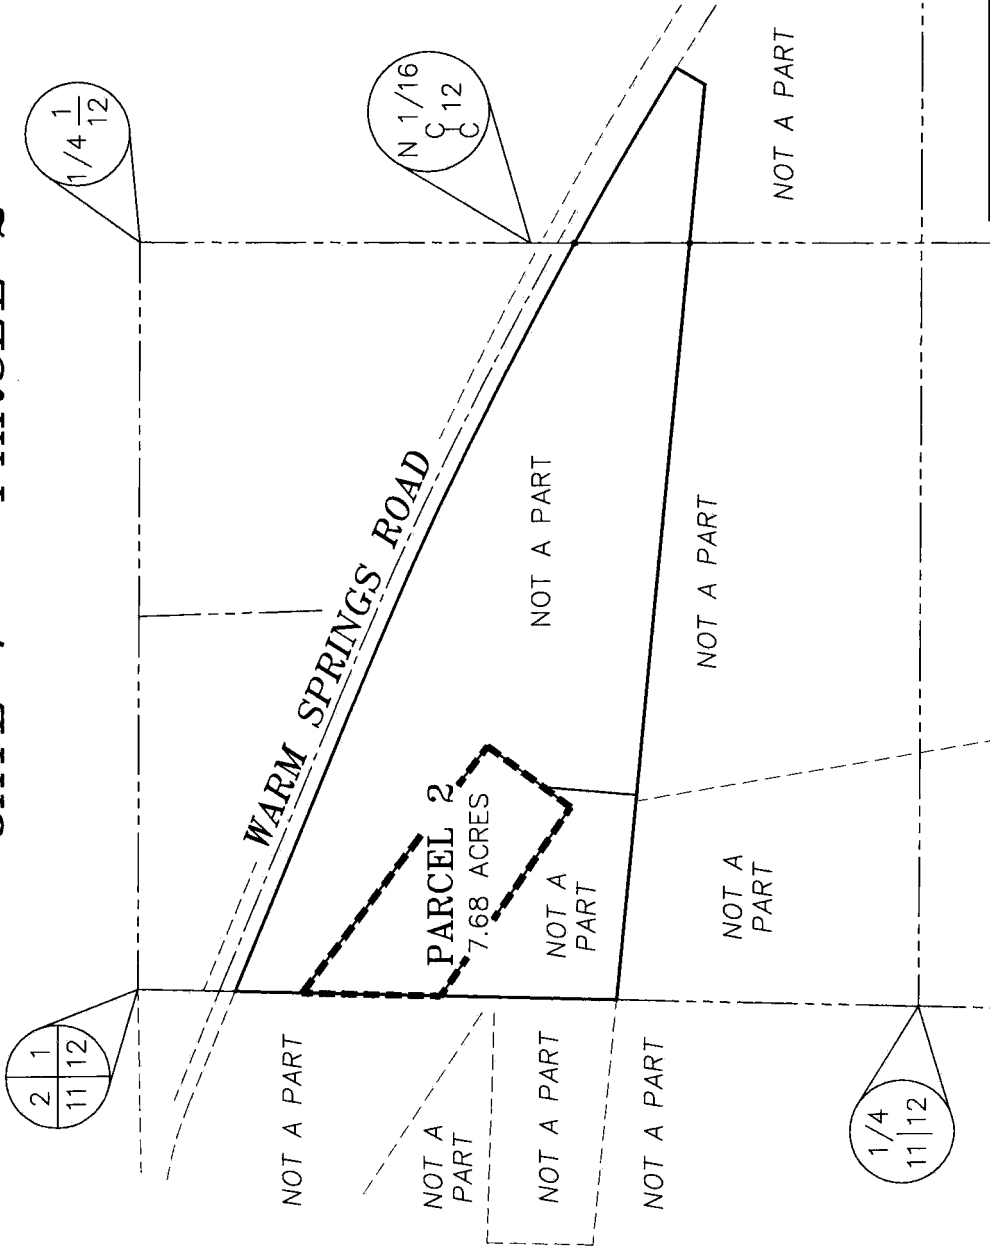 1/4 1
12
N 1/16
C 12
C
NOT A PART
WARM SPRINGS ROAD
NOT A PART
NOT A PART
PARCEL 2
7.68 ACRES
NOT A
PART
NOT A
PART
2 1
11 12
NOT A PART
NOT A
PART
NOT A PART
NOT A PART
1/4
11|12